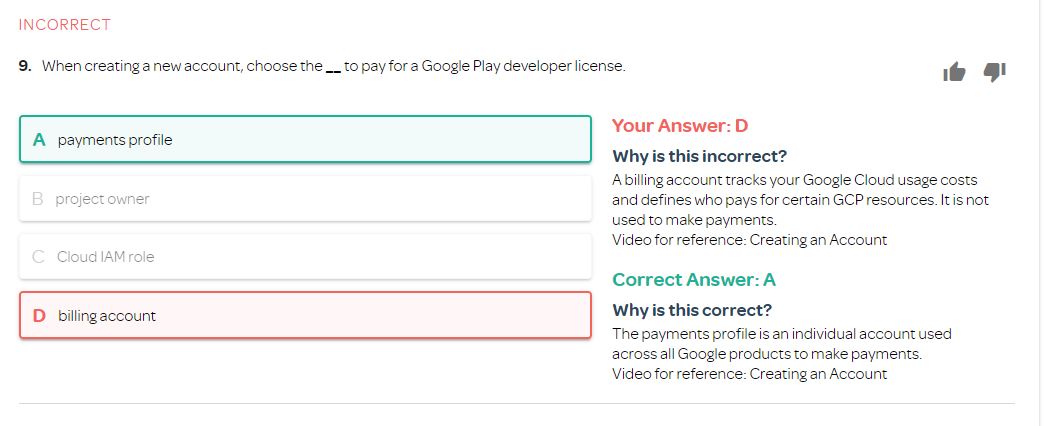 INCORRECT
9. When creating a new account, choose the __ to pay for a Google Play developer license.
A payments profile
B project owner
C Cloud IAM role
D billing account
Your Answer: D
Why is this incorrect?
A billing account tracks your Google Cloud usage costs
and defines who pays for certain GCP resources. It is not
used to make payments.
Video for reference: Creating an Account
Correct Answer: A
Why is this correct?
The payments profile is an individual account used
across all Google products to make payments.
Video for reference: Creating an Account